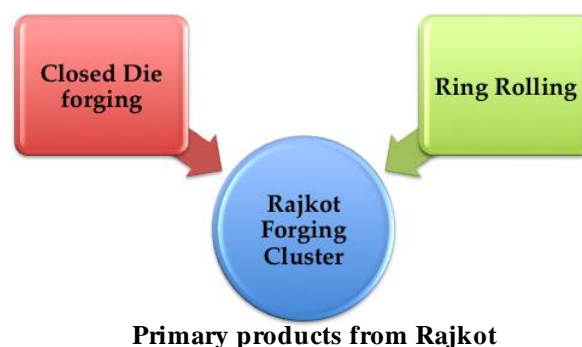 Closed Die
forging
Ring Rolling
Rajkot
Forging
Cluster
Primary products from Rajkot